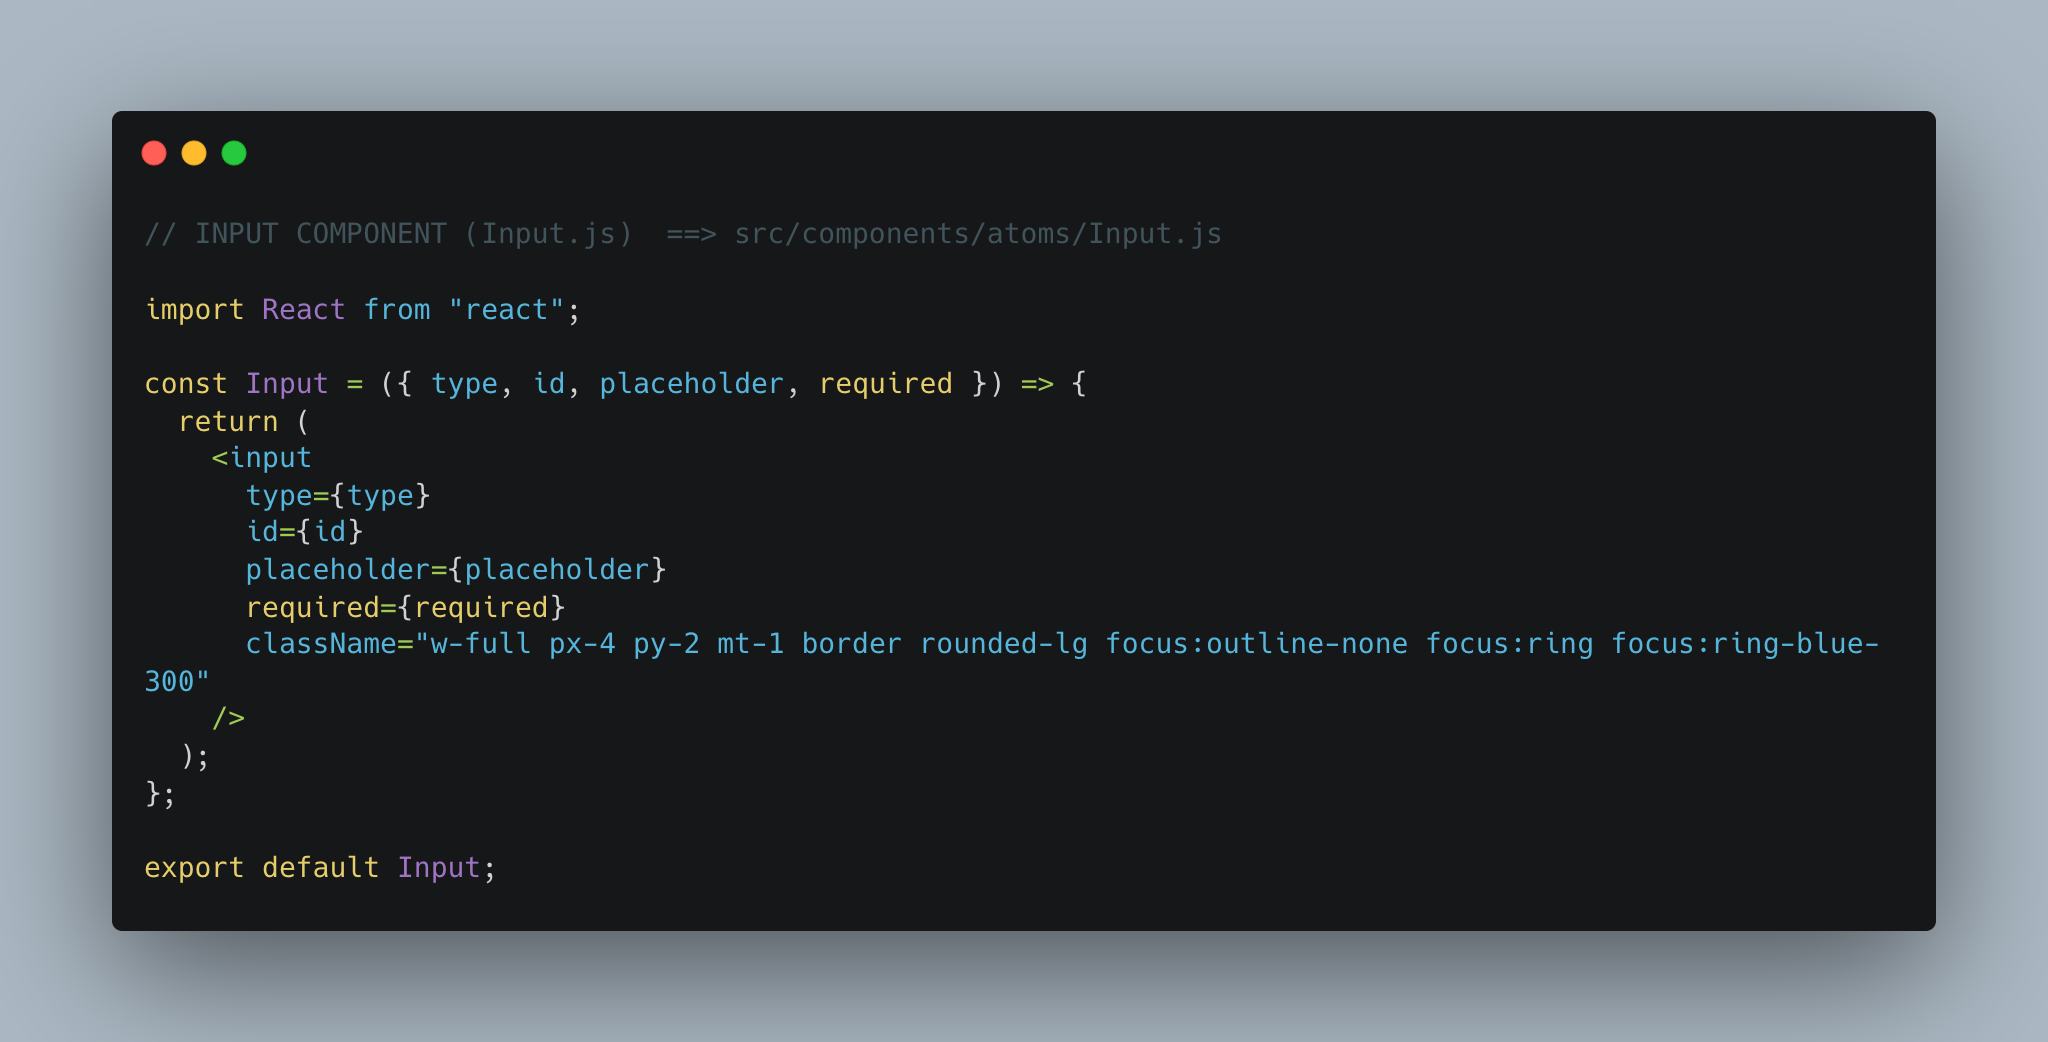 // INPUT COMPONENT (Input.js)  ==> src/components/atoms/Input.js

import React from "react";

const Input = ({ type, id, placeholder, required }) => {
  return (
    <input
      type={type}
      id={id}
      placeholder={placeholder}
      required={required}
      className="w-full px-4 py-2 mt-1 border rounded-lg focus:outline-none focus:ring focus:ring-blue-
300"
    />
  );
};

export default Input;